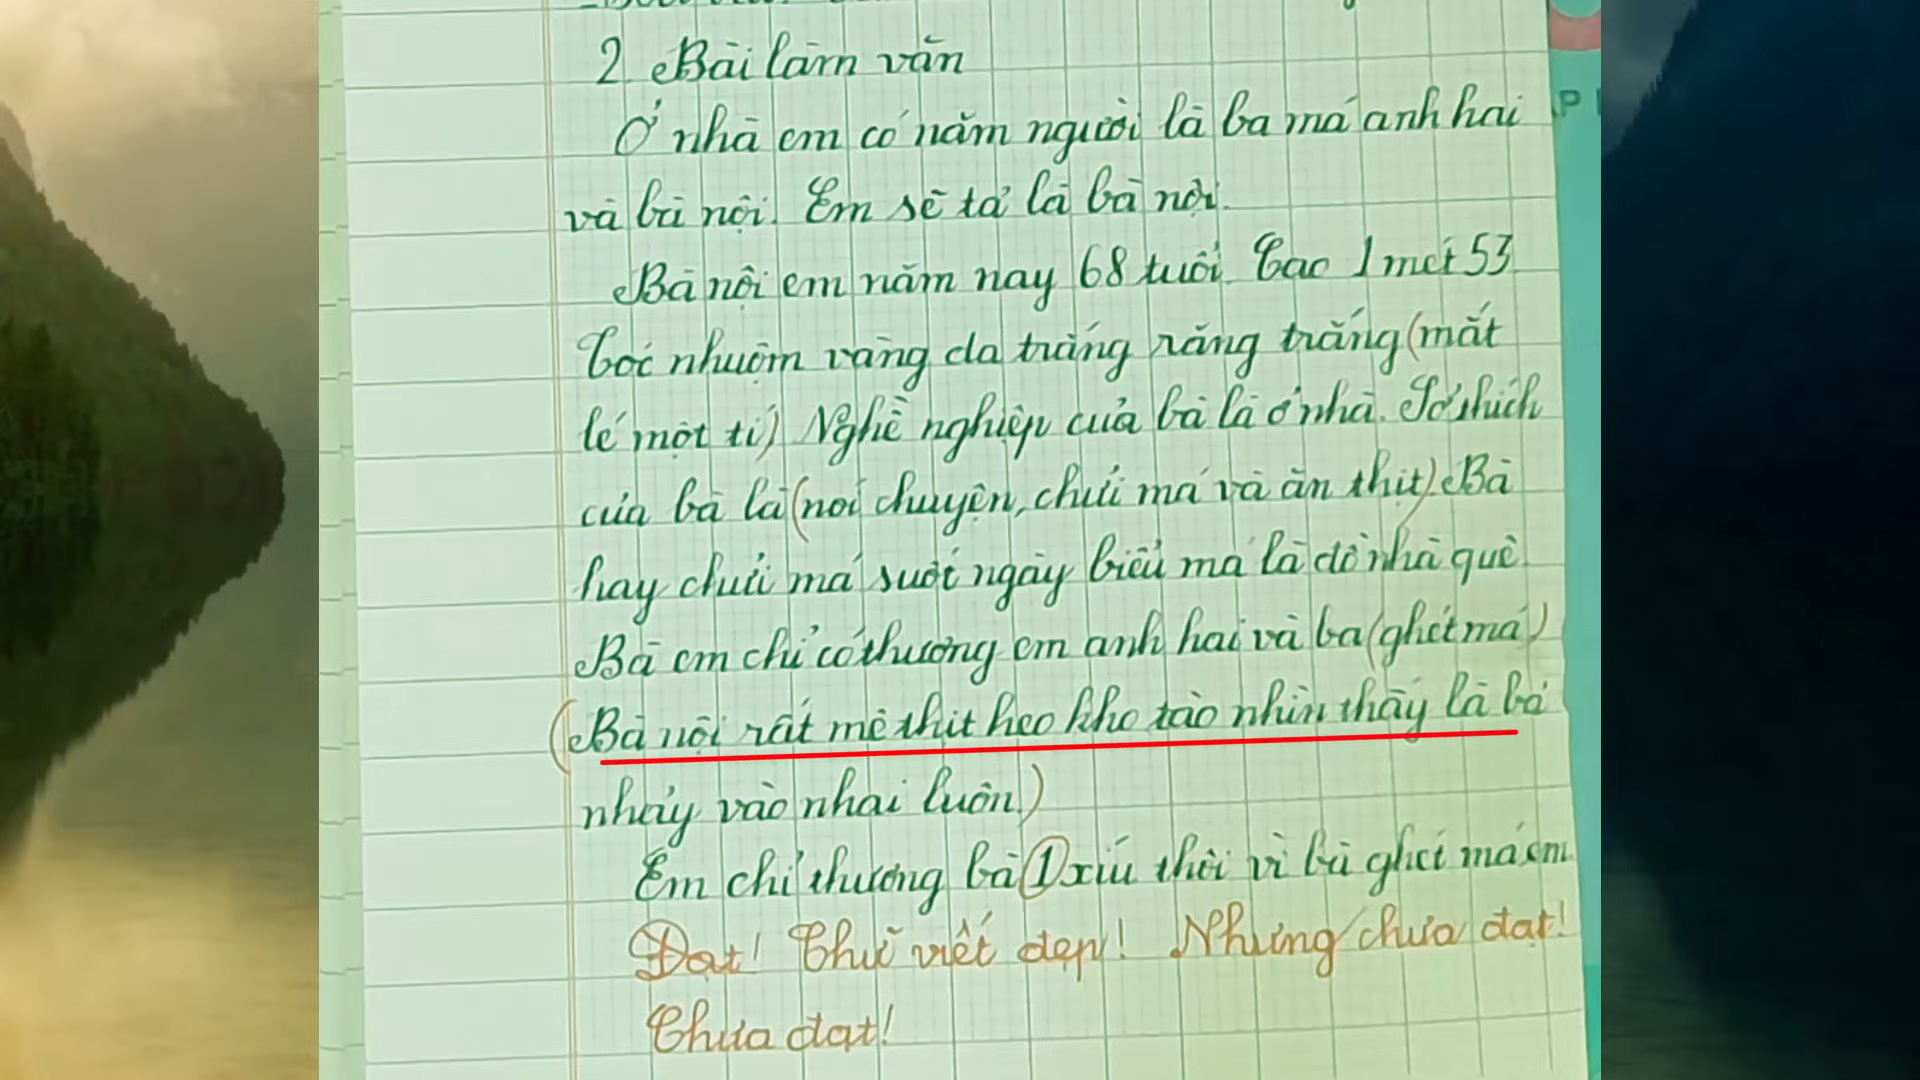 2. Bài làm văn
Ở nhà em có năm người là ba má anh hai
và bà nội. Em sẽ tả là bà nội.
Bà nội em năm nay 68 tuổi. Cao 1 mét 53
Tóc nhuộm vàng da trắng răng trắng (mắt
lé một tí) Nghề nghiệp của bà là ở nhà. Sở thích
của bà là (nói chuyện, chửi má và ăn thịt). Bà
hay chửi má suốt ngày biểu má là đồ nhà quê.
Bà em chỉ có thương em anh hai và ba (ghét má)
(Bà nội rất mê thịt heo kho tào nhìn thấy là bà
nhảy vào nhai luôn)
Em chỉ thương bà 1 xíu thôi vì bà ghét má em.
Đạt! Chữ viết đẹp! Nhưng chưa đạt!
Chưa đạt!